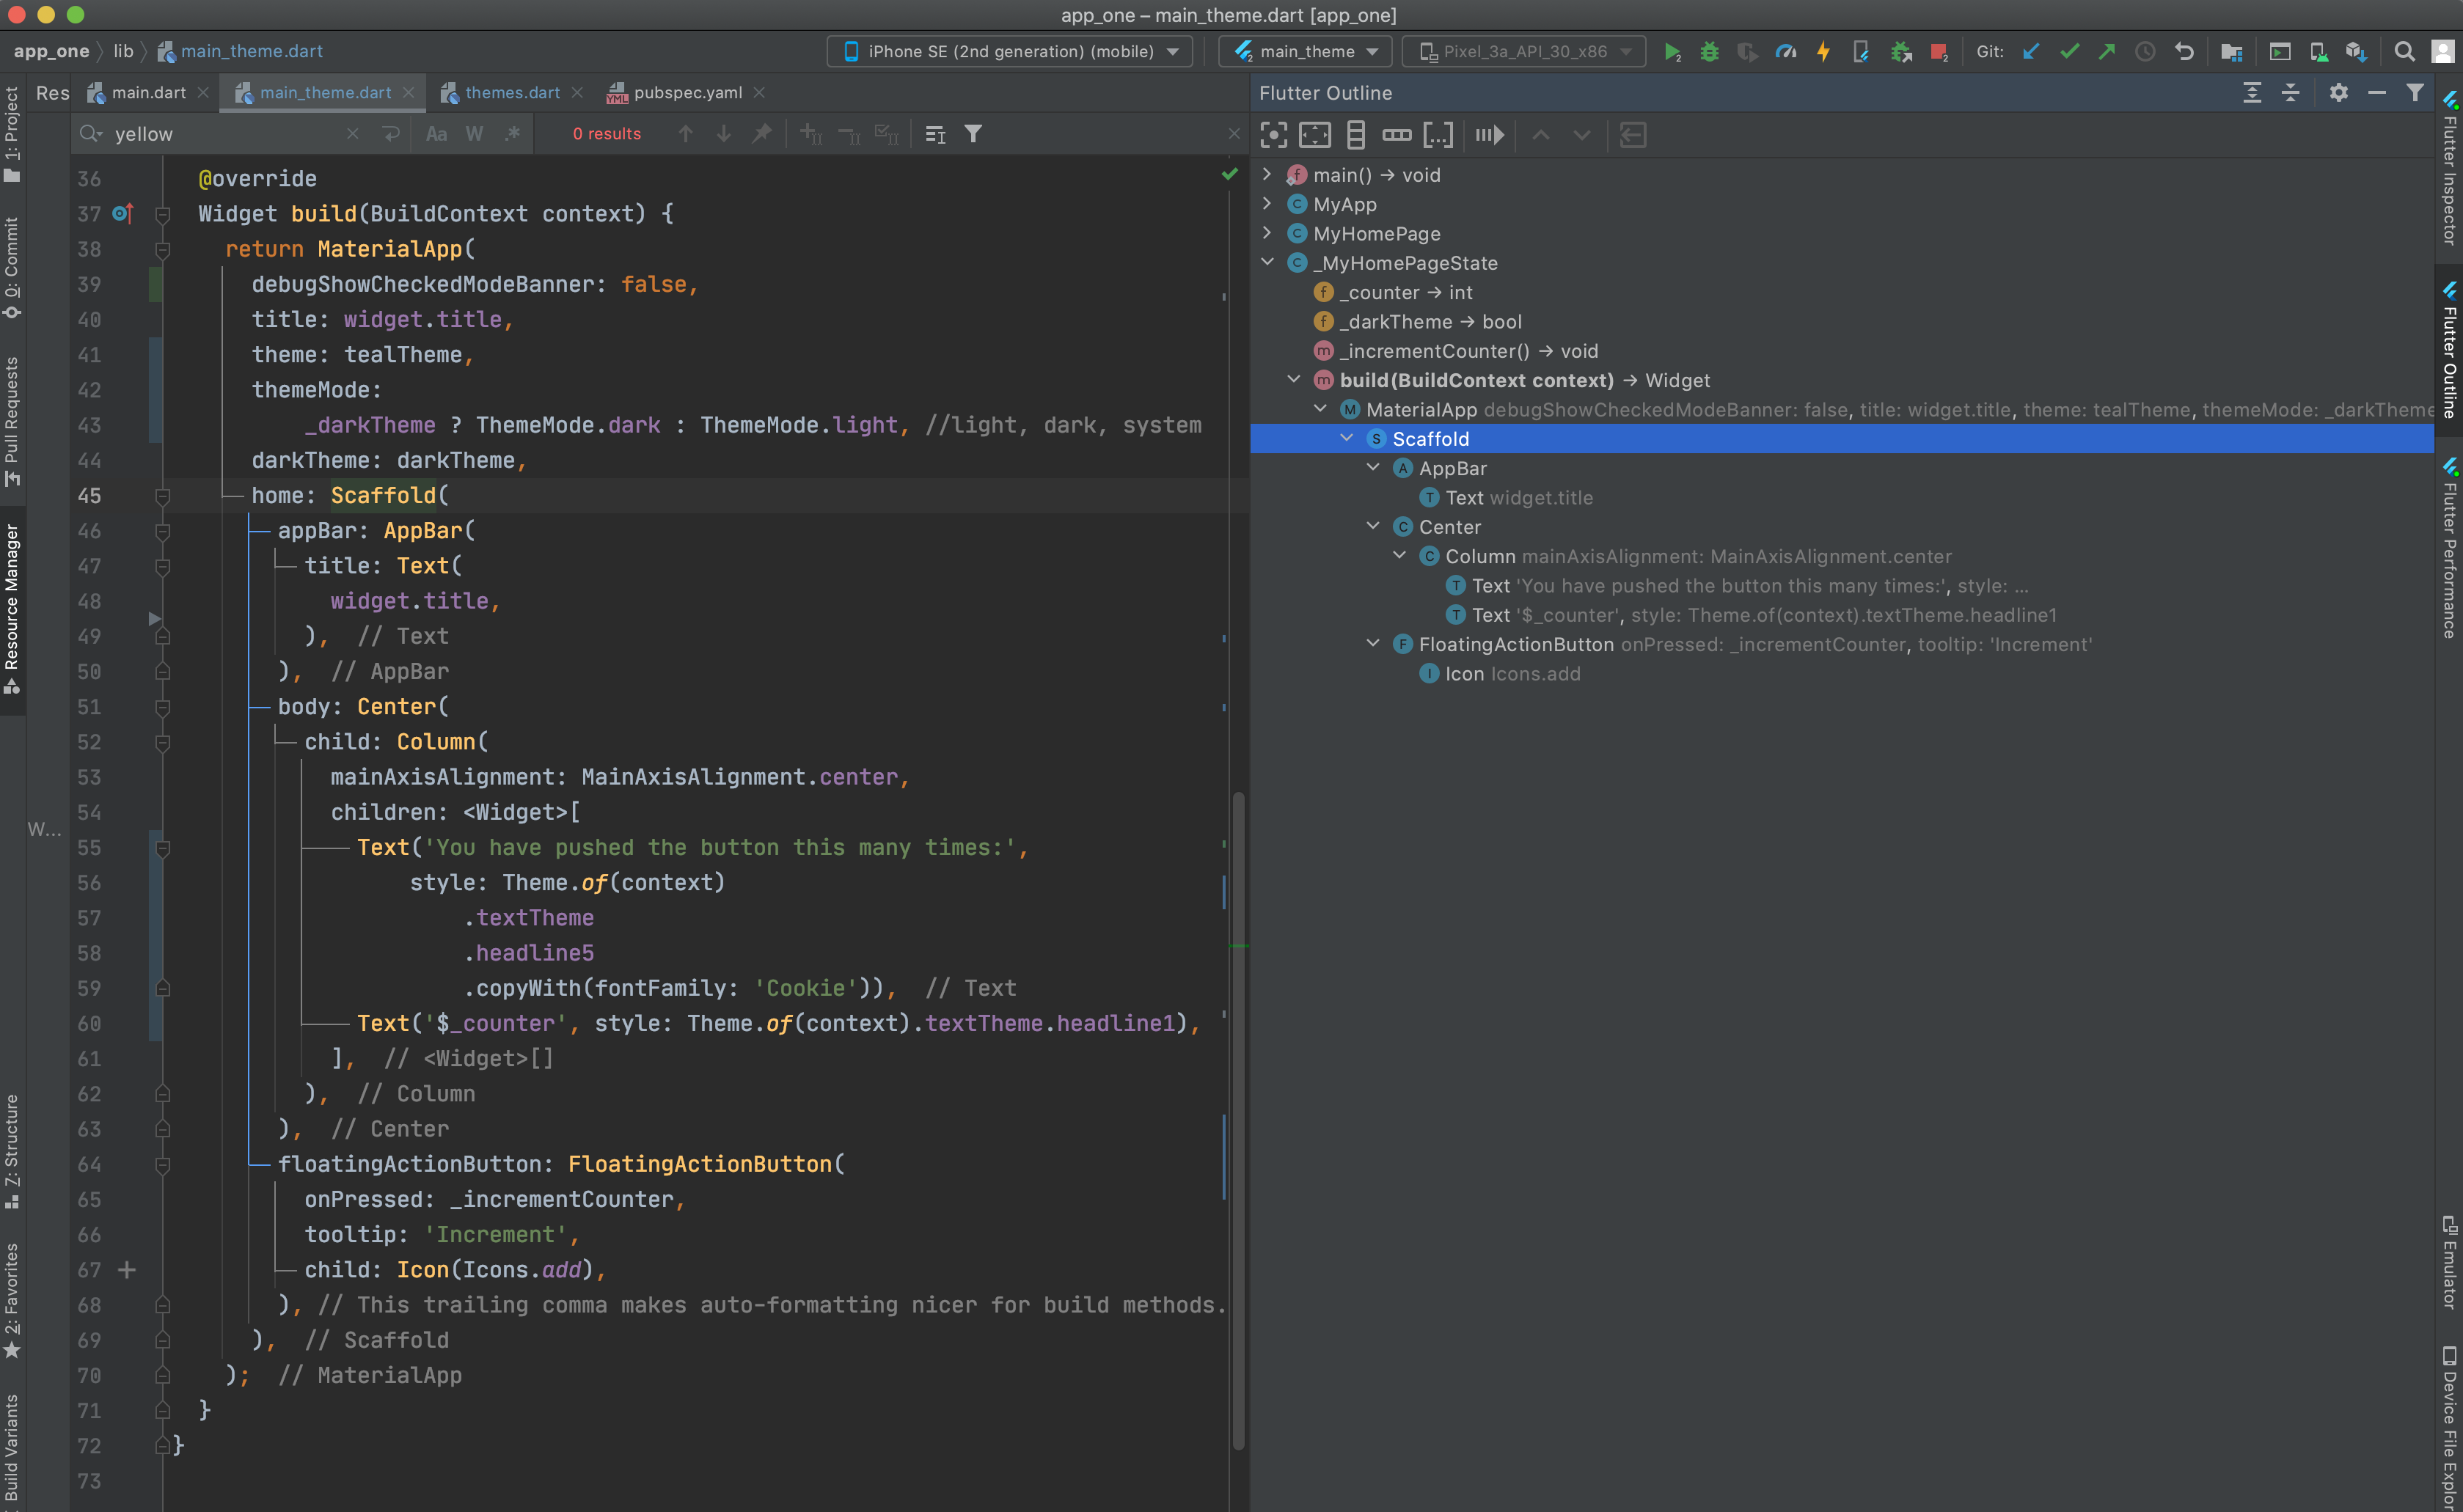 app_one – main_theme.dart [app_one]
app_one lib main_theme.dart
iPhone SE (2nd generation) (mobile) main_theme Pixel_3a_API_30_x86 Git:
Res main.dart main_theme.dart themes.dart pubspec.yaml
yellow Aa W .* 0 results
1: Project
0: Commit
Pull Requests
Resource Manager
7: Structure
2: Favorites
Build Variants
W...
36 @override
37 Widget build(BuildContext context) {
38 return MaterialApp(
39 debugShowCheckedModeBanner: false,
40 title: widget.title,
41 theme: tealTheme,
42 themeMode:
43 _darkTheme ? ThemeMode.dark : ThemeMode.light, //light, dark, system
44 darkTheme: darkTheme,
45 home: Scaffold(
46 appBar: AppBar(
47 title: Text(
48 widget.title,
49 ), // Text
50 ), // AppBar
51 body: Center(
52 child: Column(
53 mainAxisAlignment: MainAxisAlignment.center,
54 children: <Widget>[
55 Text('You have pushed the button this many times:',
56 style: Theme.of(context)
57 .textTheme
58 .headline5
59 .copyWith(fontFamily: 'Cookie')), // Text
60 Text('$_counter', style: Theme.of(context).textTheme.headline1),
61 ], // <Widget>[]
62 ), // Column
63 ), // Center
64 floatingActionButton: FloatingActionButton(
65 onPressed: _incrementCounter,
66 tooltip: 'Increment',
67 child: Icon(Icons.add),
68 ), // This trailing comma makes auto-formatting nicer for build methods.
69 ), // Scaffold
70 ); // MaterialApp
71 }
72 }
73
Flutter Outline
main() → void
MyApp
MyHomePage
_MyHomePageState
_counter → int
_darkTheme → bool
_incrementCounter() → void
build(BuildContext context) → Widget
MaterialApp debugShowCheckedModeBanner: false, title: widget.title, theme: tealTheme, themeMode: _darkTheme
Scaffold
AppBar
Text widget.title
Center
Column mainAxisAlignment: MainAxisAlignment.center
Text 'You have pushed the button this many times:', style: ...
Text '$_counter', style: Theme.of(context).textTheme.headline1
FloatingActionButton onPressed: _incrementCounter, tooltip: 'Increment'
Icon Icons.add
Flutter Inspector
Flutter Outline
Flutter Performance
Emulator
Device File Explor